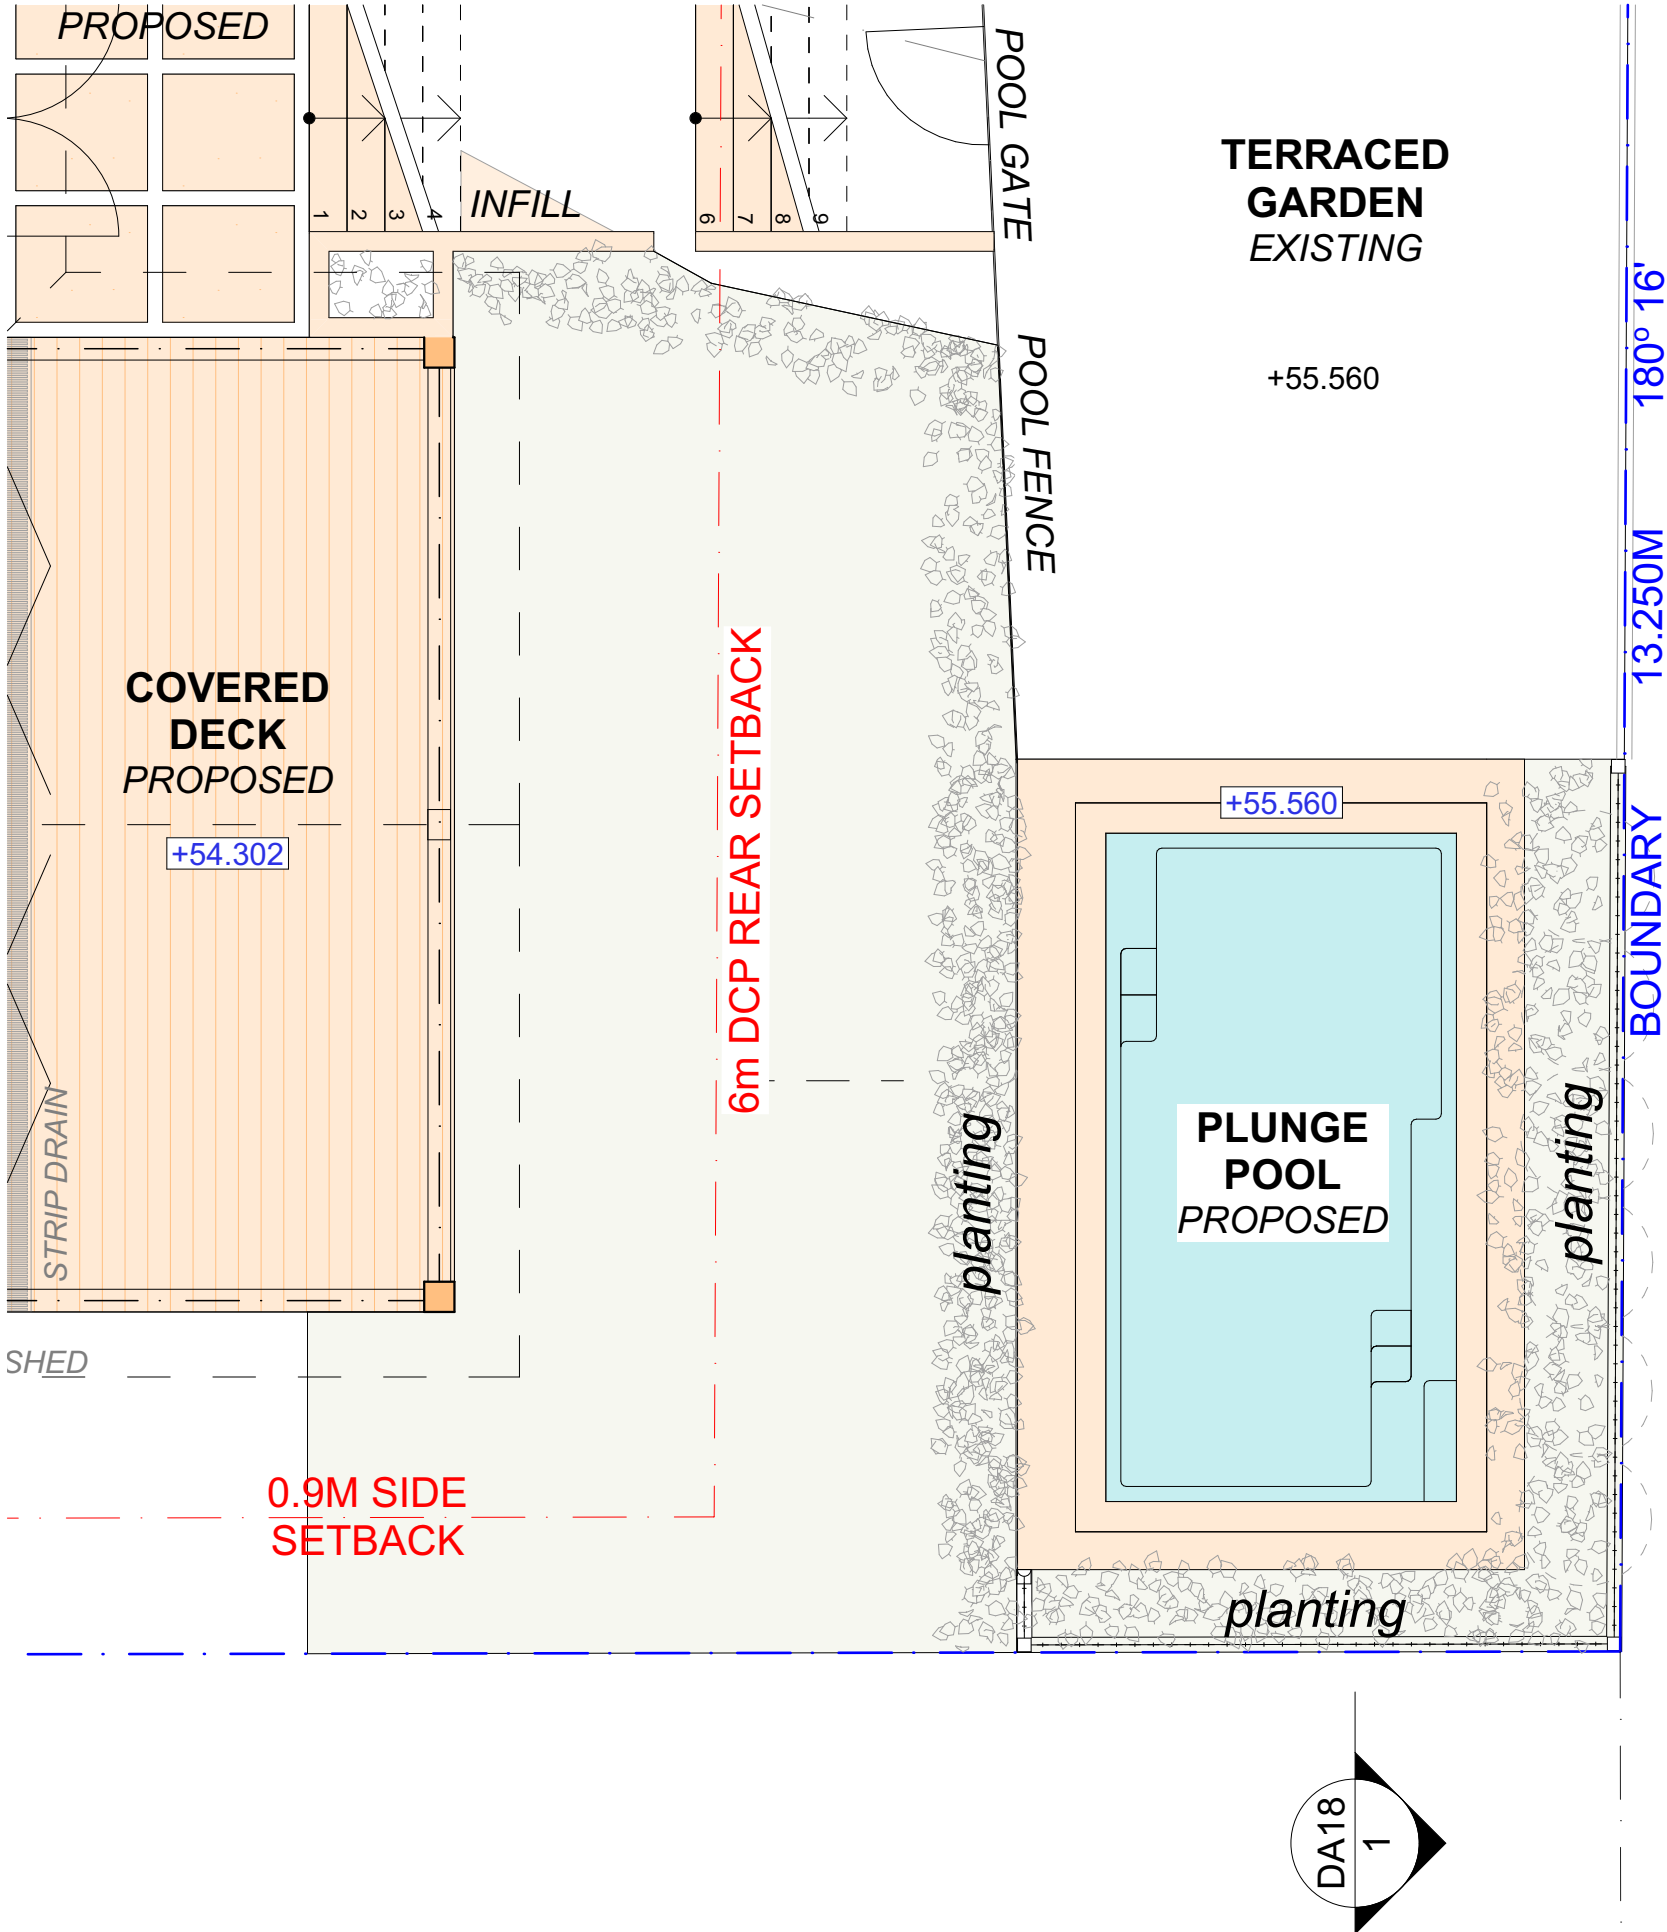 PROPOSED
POOL GATE
TERRACED
GARDEN
EXISTING
INFILL
1
2
3
4
6
7
8
9
180° 16'
+55.560
POOL FENCE
13.250M
6m DCP REAR SETBACK
COVERED
DECK
PROPOSED
+54.302
+55.560
BOUNDARY
STRIP DRAIN
planting
PLUNGE
POOL
PROPOSED
planting
SHED
0.9M SIDE
SETBACK
planting
DA18
1